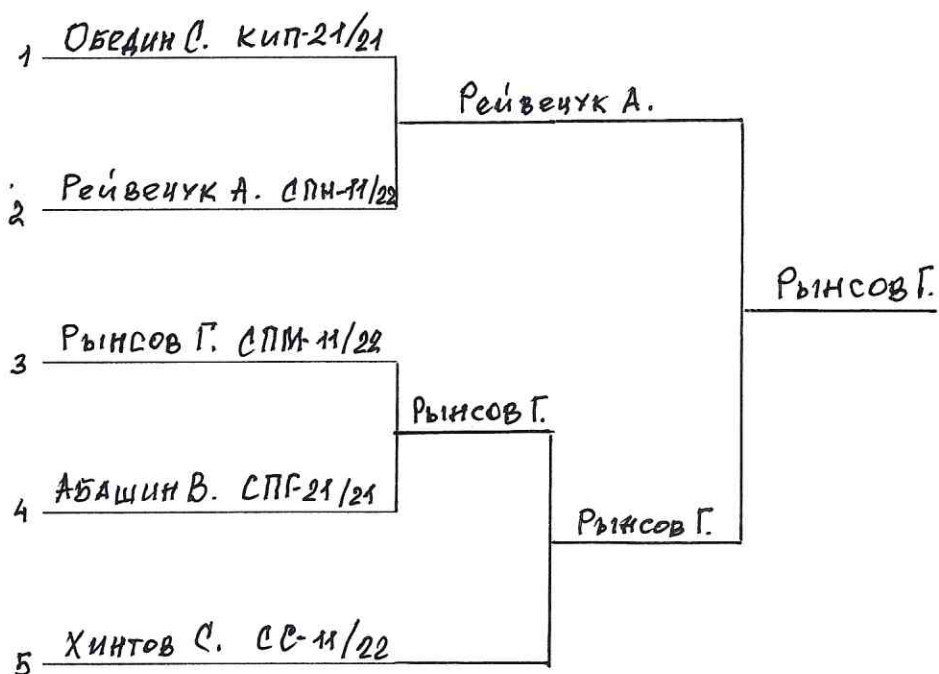 1 Обедин С. КИП-21/21
Рейвечук А.
2 Рейвечук А. СПН-11/22
Рынсов Г.
3 Рынсов Г. СПМ-11/22
Рынсов Г.
4 Абашин В. СПГ-21/21
Рынсов Г.
5 Хинтов С. СС-11/22